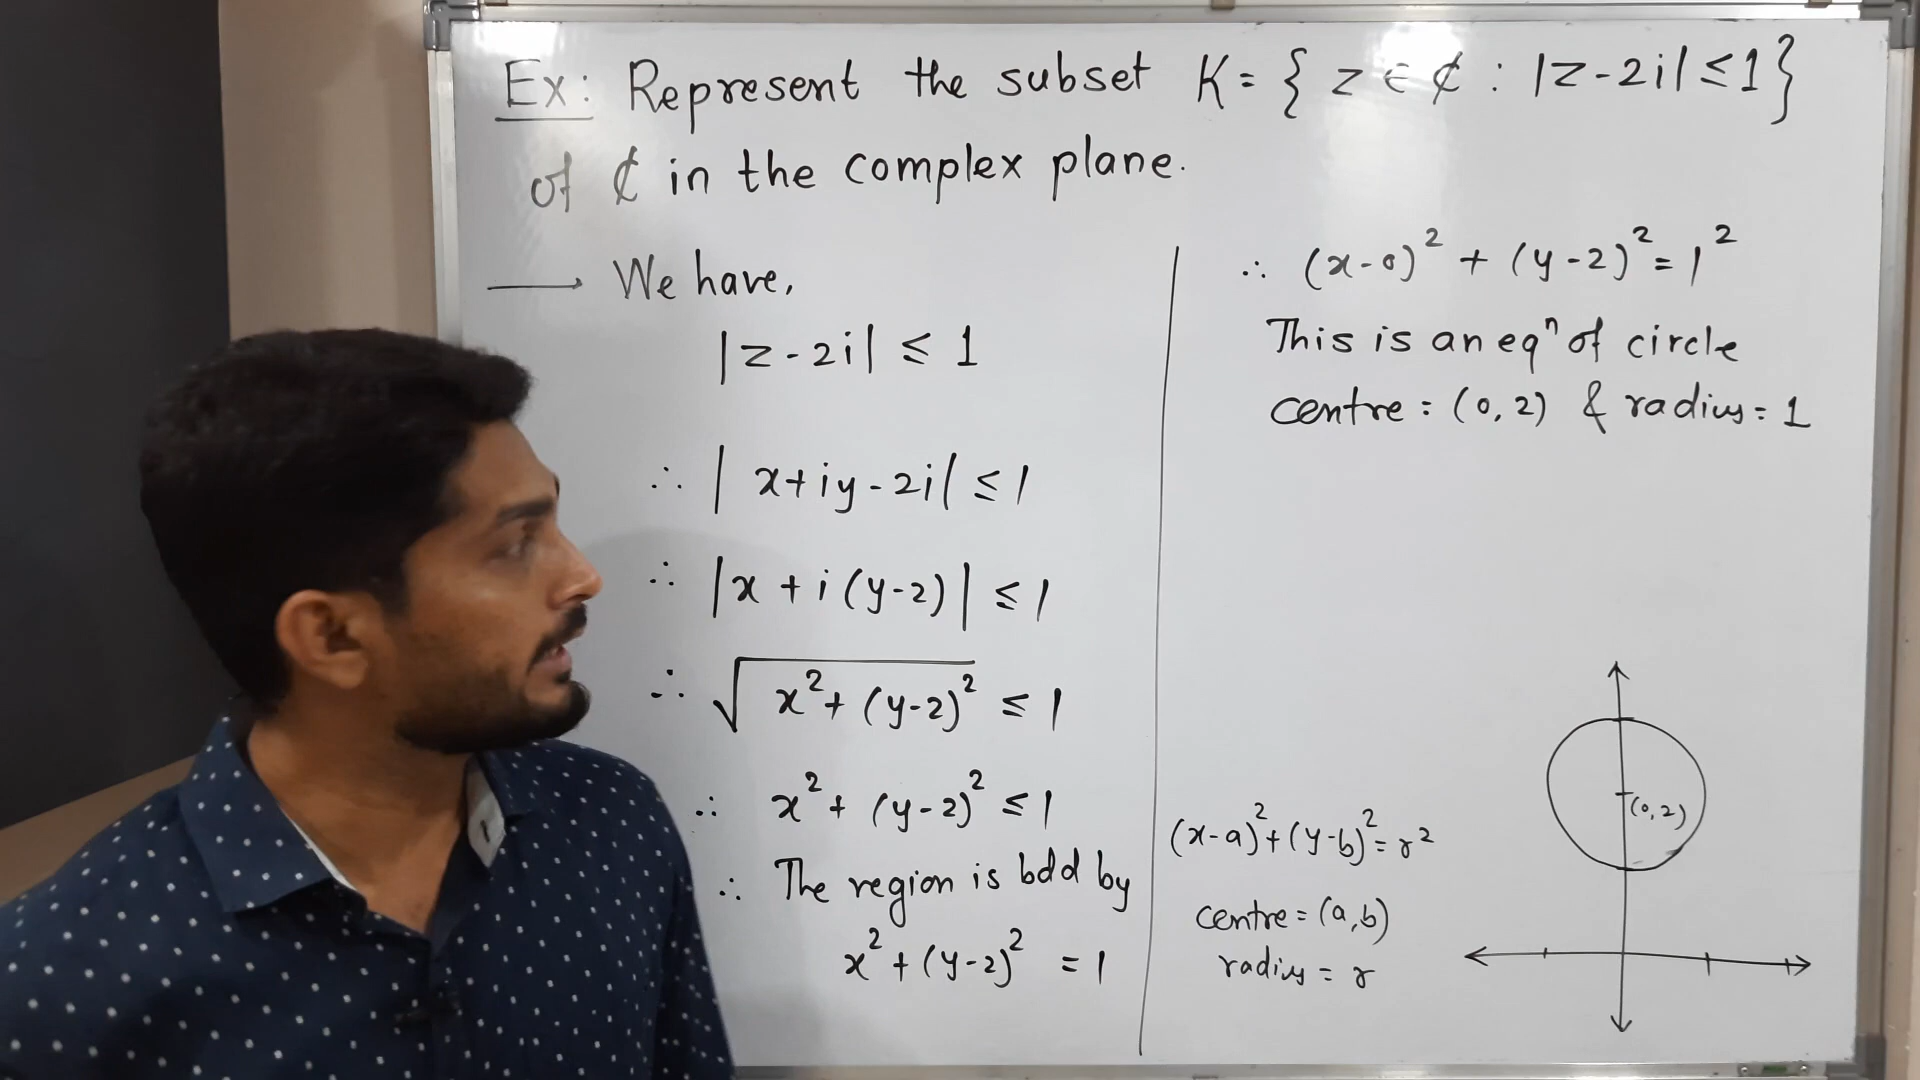 Ex: Represent the subset K = { z ∈ ₵ : |z-2i| ≤ 1}
of ₵ in the complex plane.
→ We have,
|z-2i| ≤ 1
∴ | x+iy-2i| ≤ 1
∴ |x + i(y-2)| ≤ 1
∴ √x² + (y-2)² ≤ 1
∴ x² + (y-2)² ≤ 1
∴ The region is bdd by
x² + (y-2)² = 1
∴ (x-0)² + (y-2)² = 1²
This is an eqⁿ of circle
centre = (0, 2) & radius = 1
(x-a)² + (y-b)² = r²
centre = (a,b)
radius = r
(0,2)